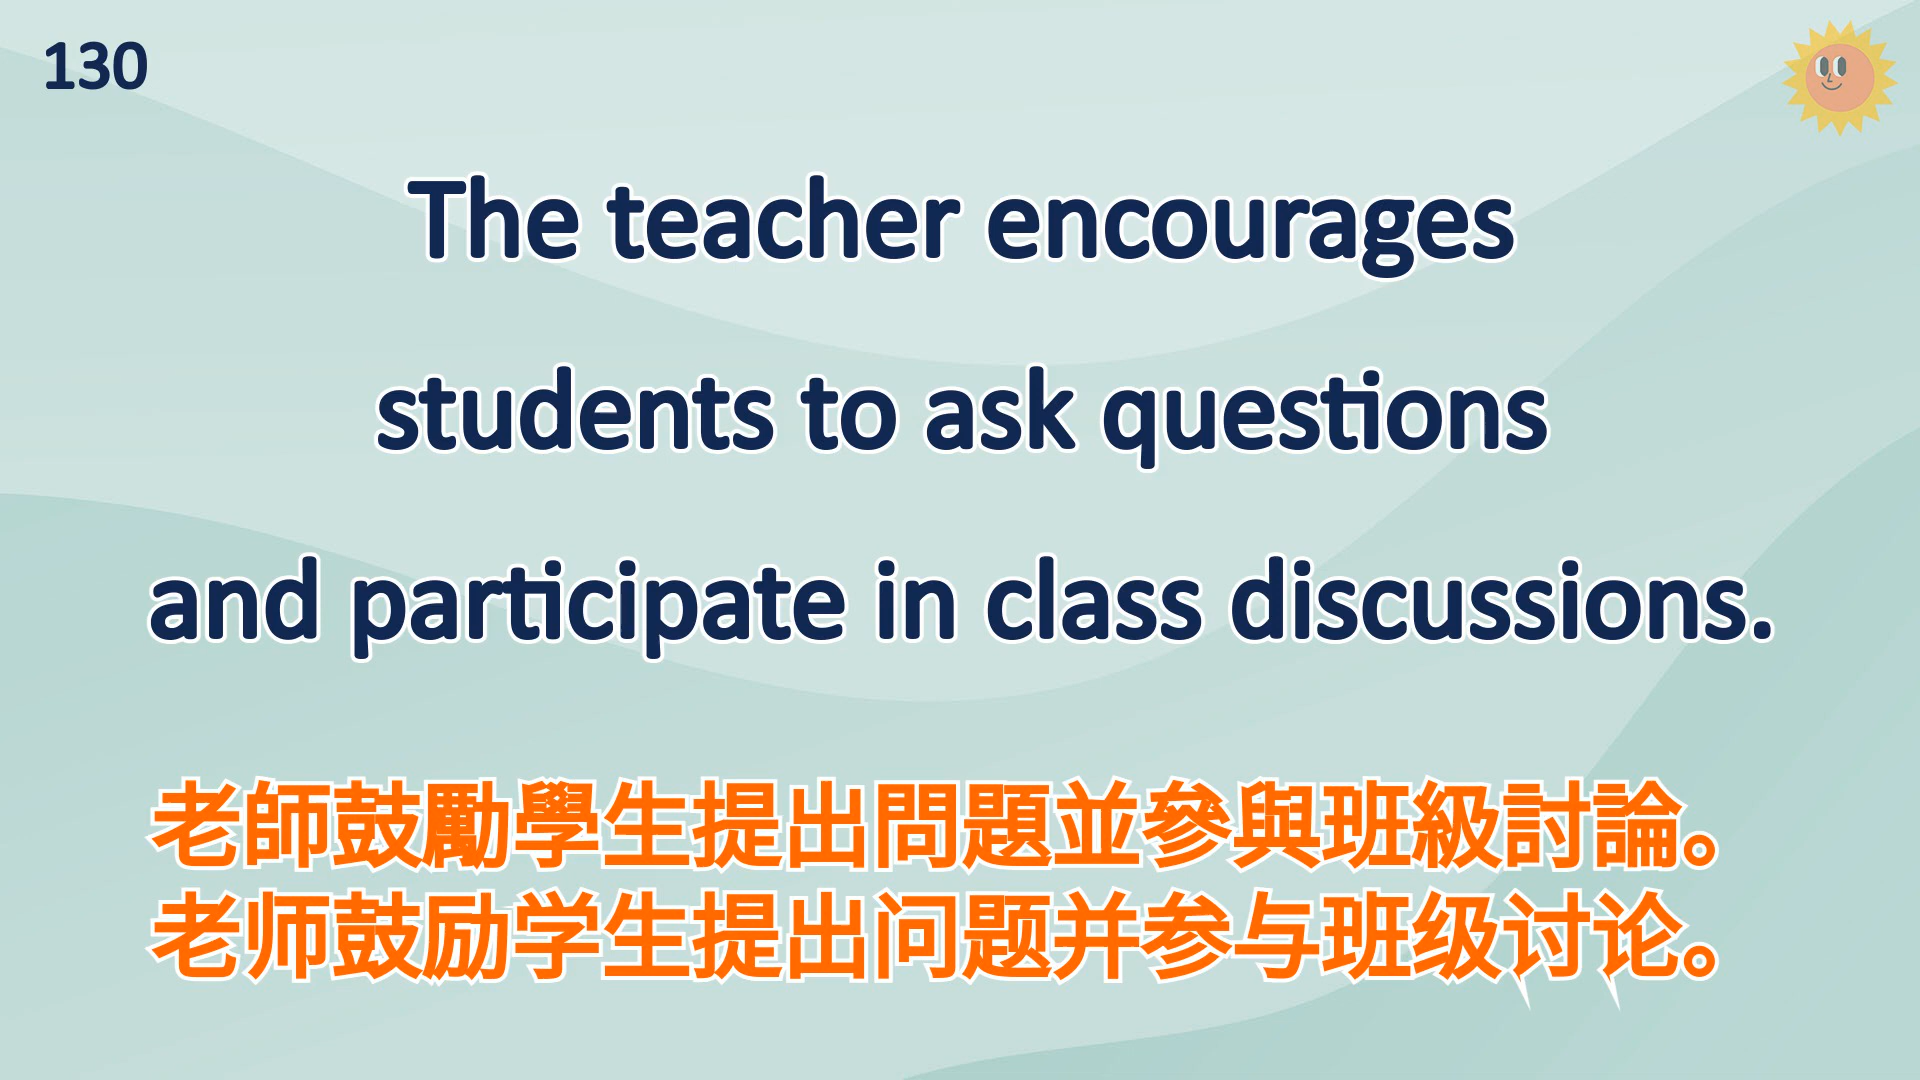 130
The teacher encourages
students to ask questions
and participate in class discussions.
老師鼓勵學生提出問題並參與班級討論。
老师鼓励学生提出问题并参与班级讨论。